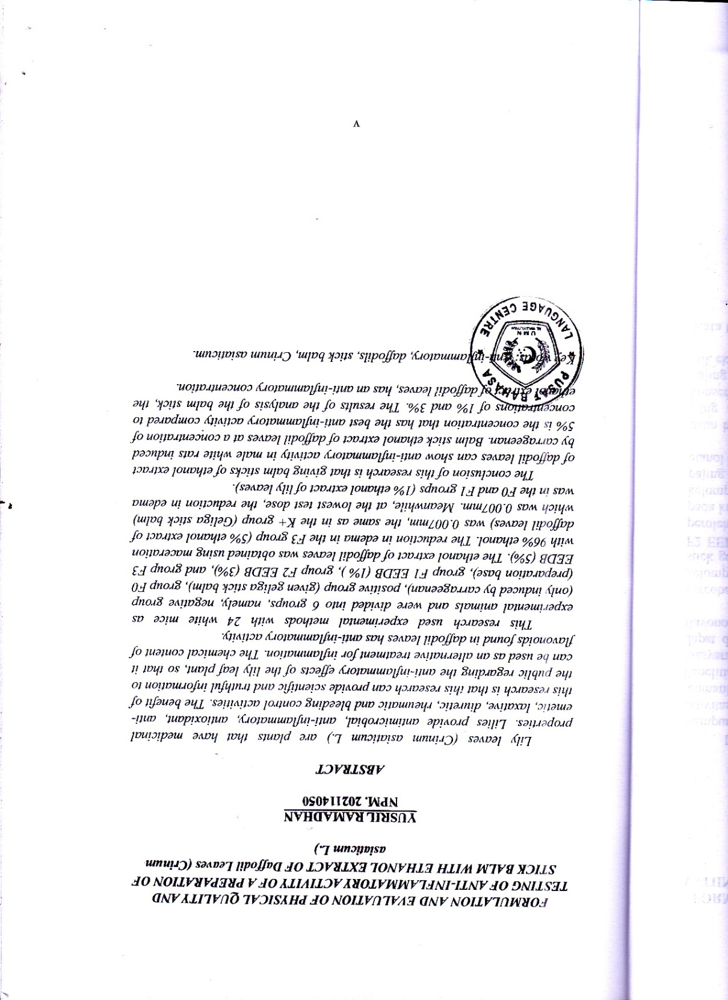 FORMULATION AND EVALUATION OF PHYSICAL QUALITY AND
TESTING OF ANTI-INFLAMMATORY ACTIVITY OF A PREPARATION OF
STICK BALM WITH ETHANOL EXTRACT OF Daffodil Leaves (Crinum
asiaticum L.)
YUSRIL RAMADHAN
NPM. 202114050
ABSTRACT
Lily leaves (Crinum asiaticum L.) are plants that have medicinal
properties. Lilies provide antimicrobial, anti-inflammatory, antioxidant, anti-
emetic, laxative, diuretic, rheumatic and bleeding control activities. The benefit of
this research is that this research can provide scientific and truthful information to
the public regarding the anti-inflammatory effects of the lily leaf plant, so that it
can be used as an alternative treatment for inflammation. The chemical content of
flavonoids found in daffodil leaves has anti-inflammatory activity.
This research used experimental methods with 24 white mice as
experimental animals and were divided into 6 groups, namely, negative group
(only induced by carrageenan), positive group (given geliga stick balm), group F0
(preparation base), group F1 EEDB (1% ), group F2 EEDB (3%), and group F3
EEDB (5%). The ethanol extract of daffodil leaves was obtained using maceration
with 96% ethanol. The reduction in edema in the F3 group (5% ethanol extract of
daffodil leaves) was 0.007mm, the same as in the K+ group (Geliga stick balm)
which was 0.007mm. Meanwhile, at the lowest test dose, the reduction in edema
was in the F0 and F1 groups (1% ethanol extract of lily leaves).
The conclusion of this research is that giving balm sticks of ethanol extract
of daffodil leaves can show anti-inflammatory activity in male white rats induced
by carrageenan. Balm stick ethanol extract of daffodil leaves at a concentration of
5% is the concentration that has the best anti-inflammatory activity compared to
concentrations of 1% and 3%. The results of the analysis of the balm stick, the
ethanol extract of daffodil leaves, has an anti-inflammatory concentration.
Key words: Anti-inflammatory, daffodils, stick balm, Crinum asiaticum.
PUSAT BAHASA
UMN
AL WASHLIYAH
LANGUAGE CENTRE
v